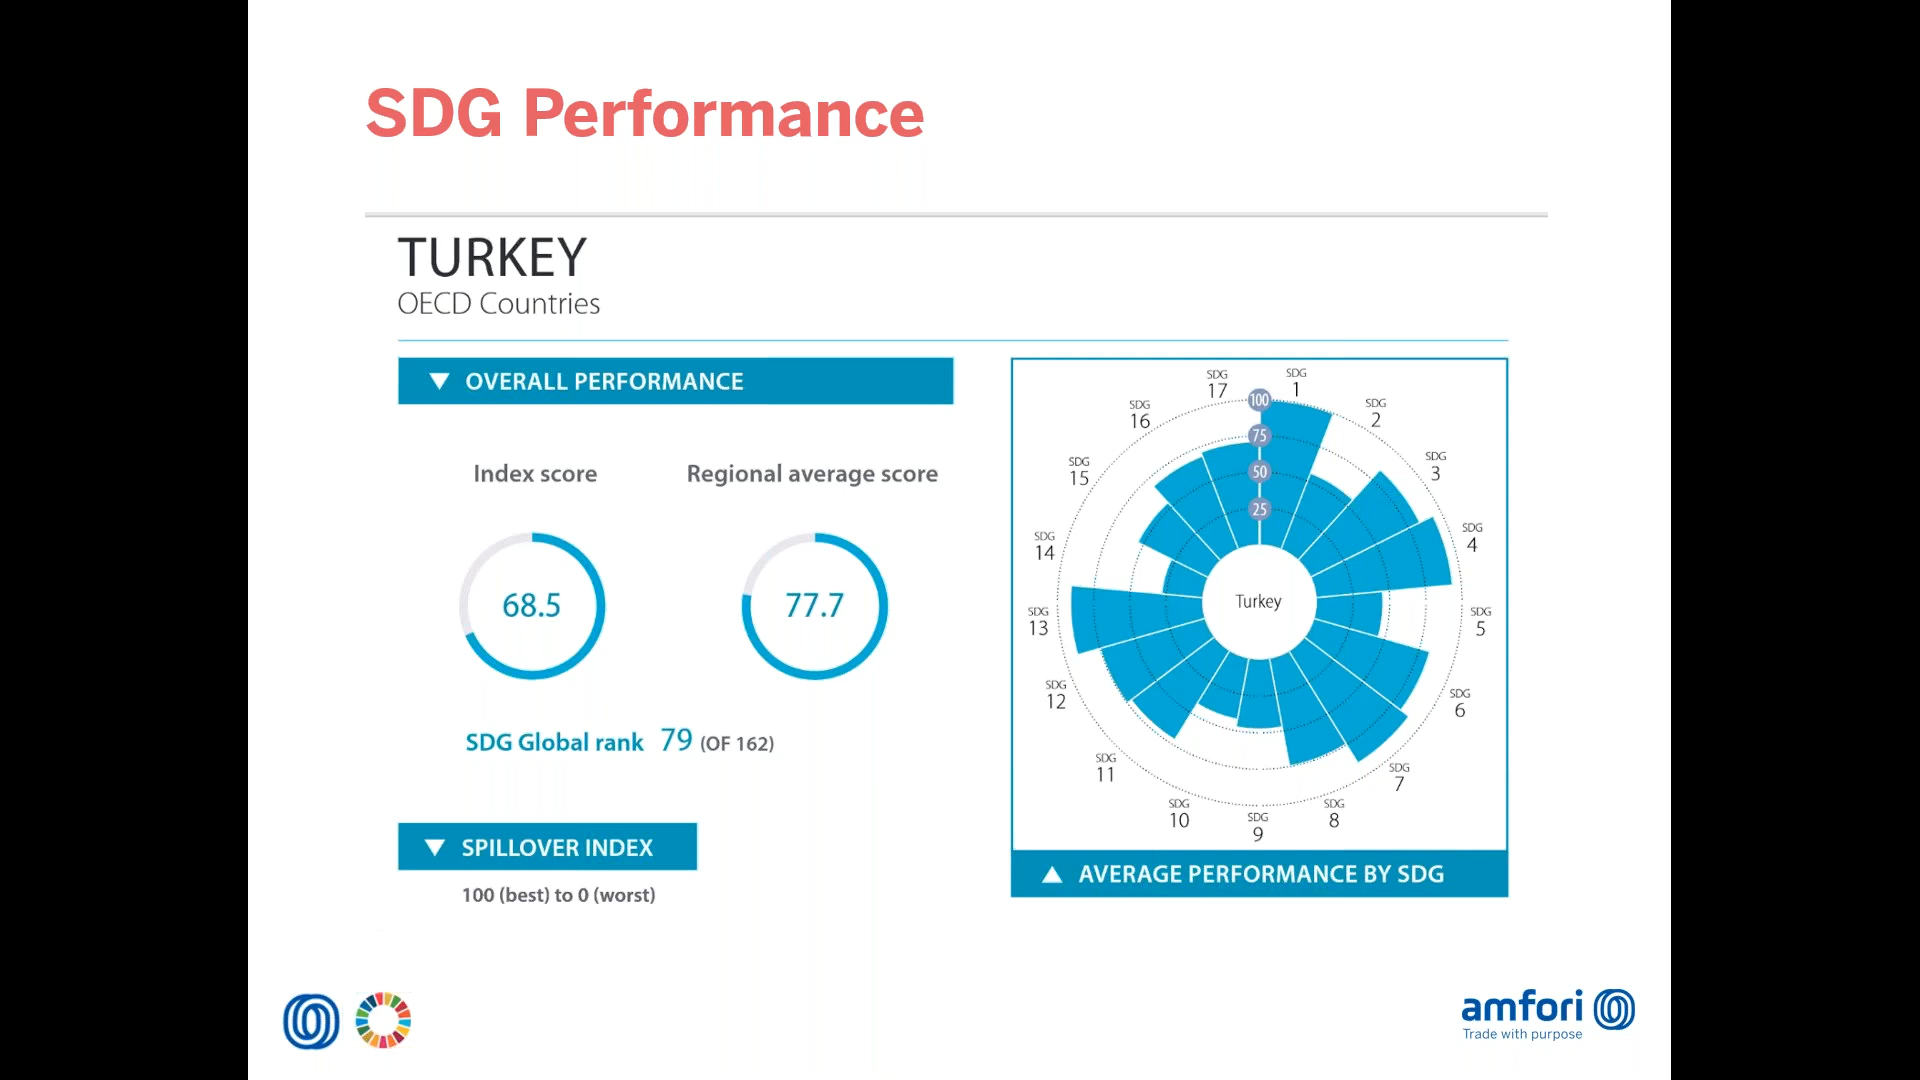 SDG Performance
TURKEY
OECD Countries
▼ OVERALL PERFORMANCE
Index score
Regional average score
68.5
77.7
SDG Global rank 79 (OF 162)
▼ SPILLOVER INDEX
100 (best) to 0 (worst)
SDG
1
SDG
2
SDG
3
SDG
4
SDG
5
SDG
6
SDG
7
SDG
8
SDG
9
SDG
10
SDG
11
SDG
12
SDG
13
SDG
14
SDG
15
SDG
16
SDG
17
100
75
50
25
Turkey
▲ AVERAGE PERFORMANCE BY SDG
amfori
Trade with purpose